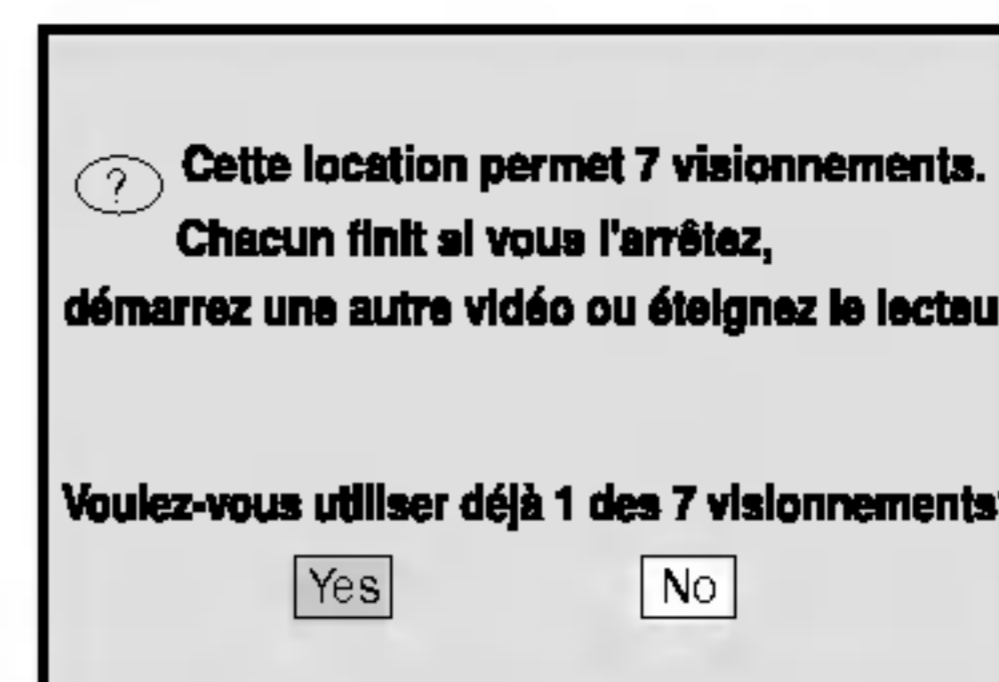 ?
Cette location permet 7 visionnements.
Chacun finit si vous l'arrêtez,
démarrez une autre vidéo ou éteignez le lecteu
Voulez-vous utiliser déjà 1 des 7 visionnements
Yes No